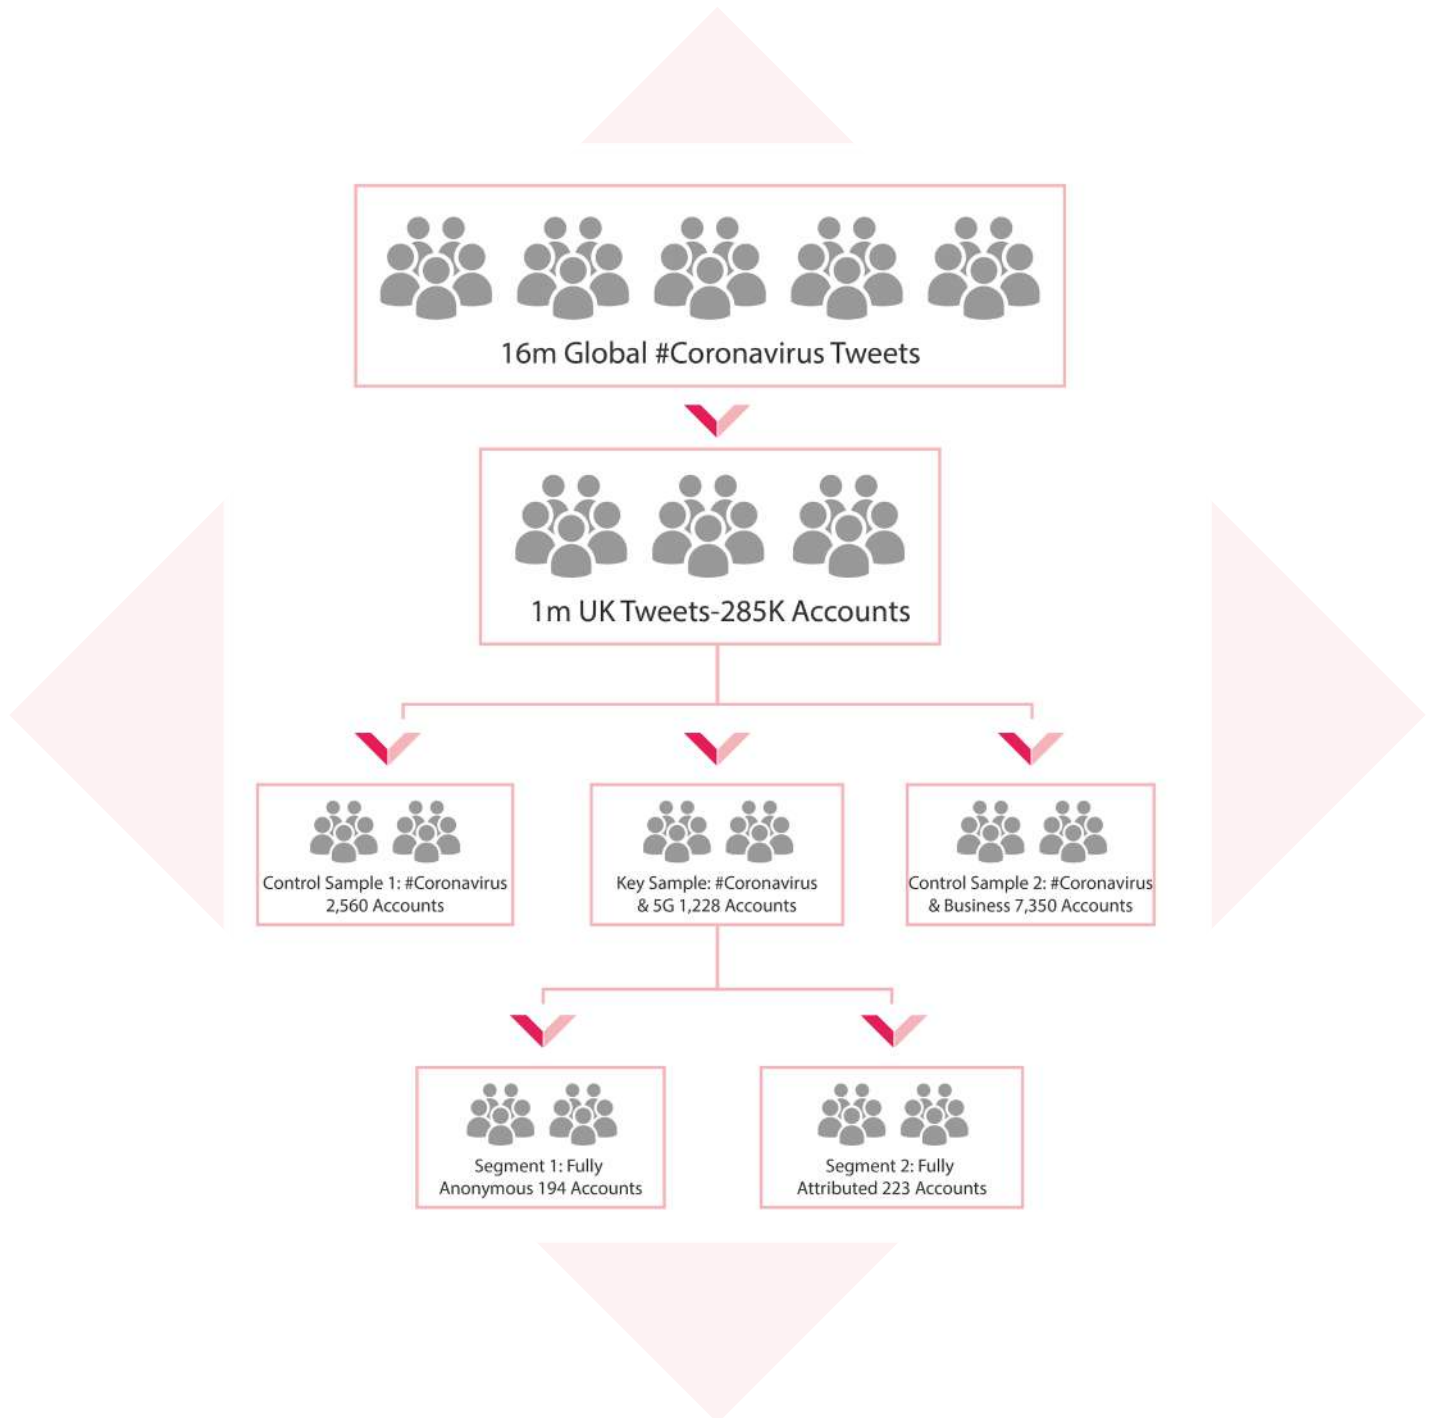 16m Global #Coronavirus Tweets
1m UK Tweets-285K Accounts
Control Sample 1: #Coronavirus
2,560 Accounts
Key Sample: #Coronavirus
& 5G 1,228 Accounts
Control Sample 2: #Coronavirus
& Business 7,350 Accounts
Segment 1: Fully
Anonymous 194 Accounts
Segment 2: Fully
Attributed 223 Accounts